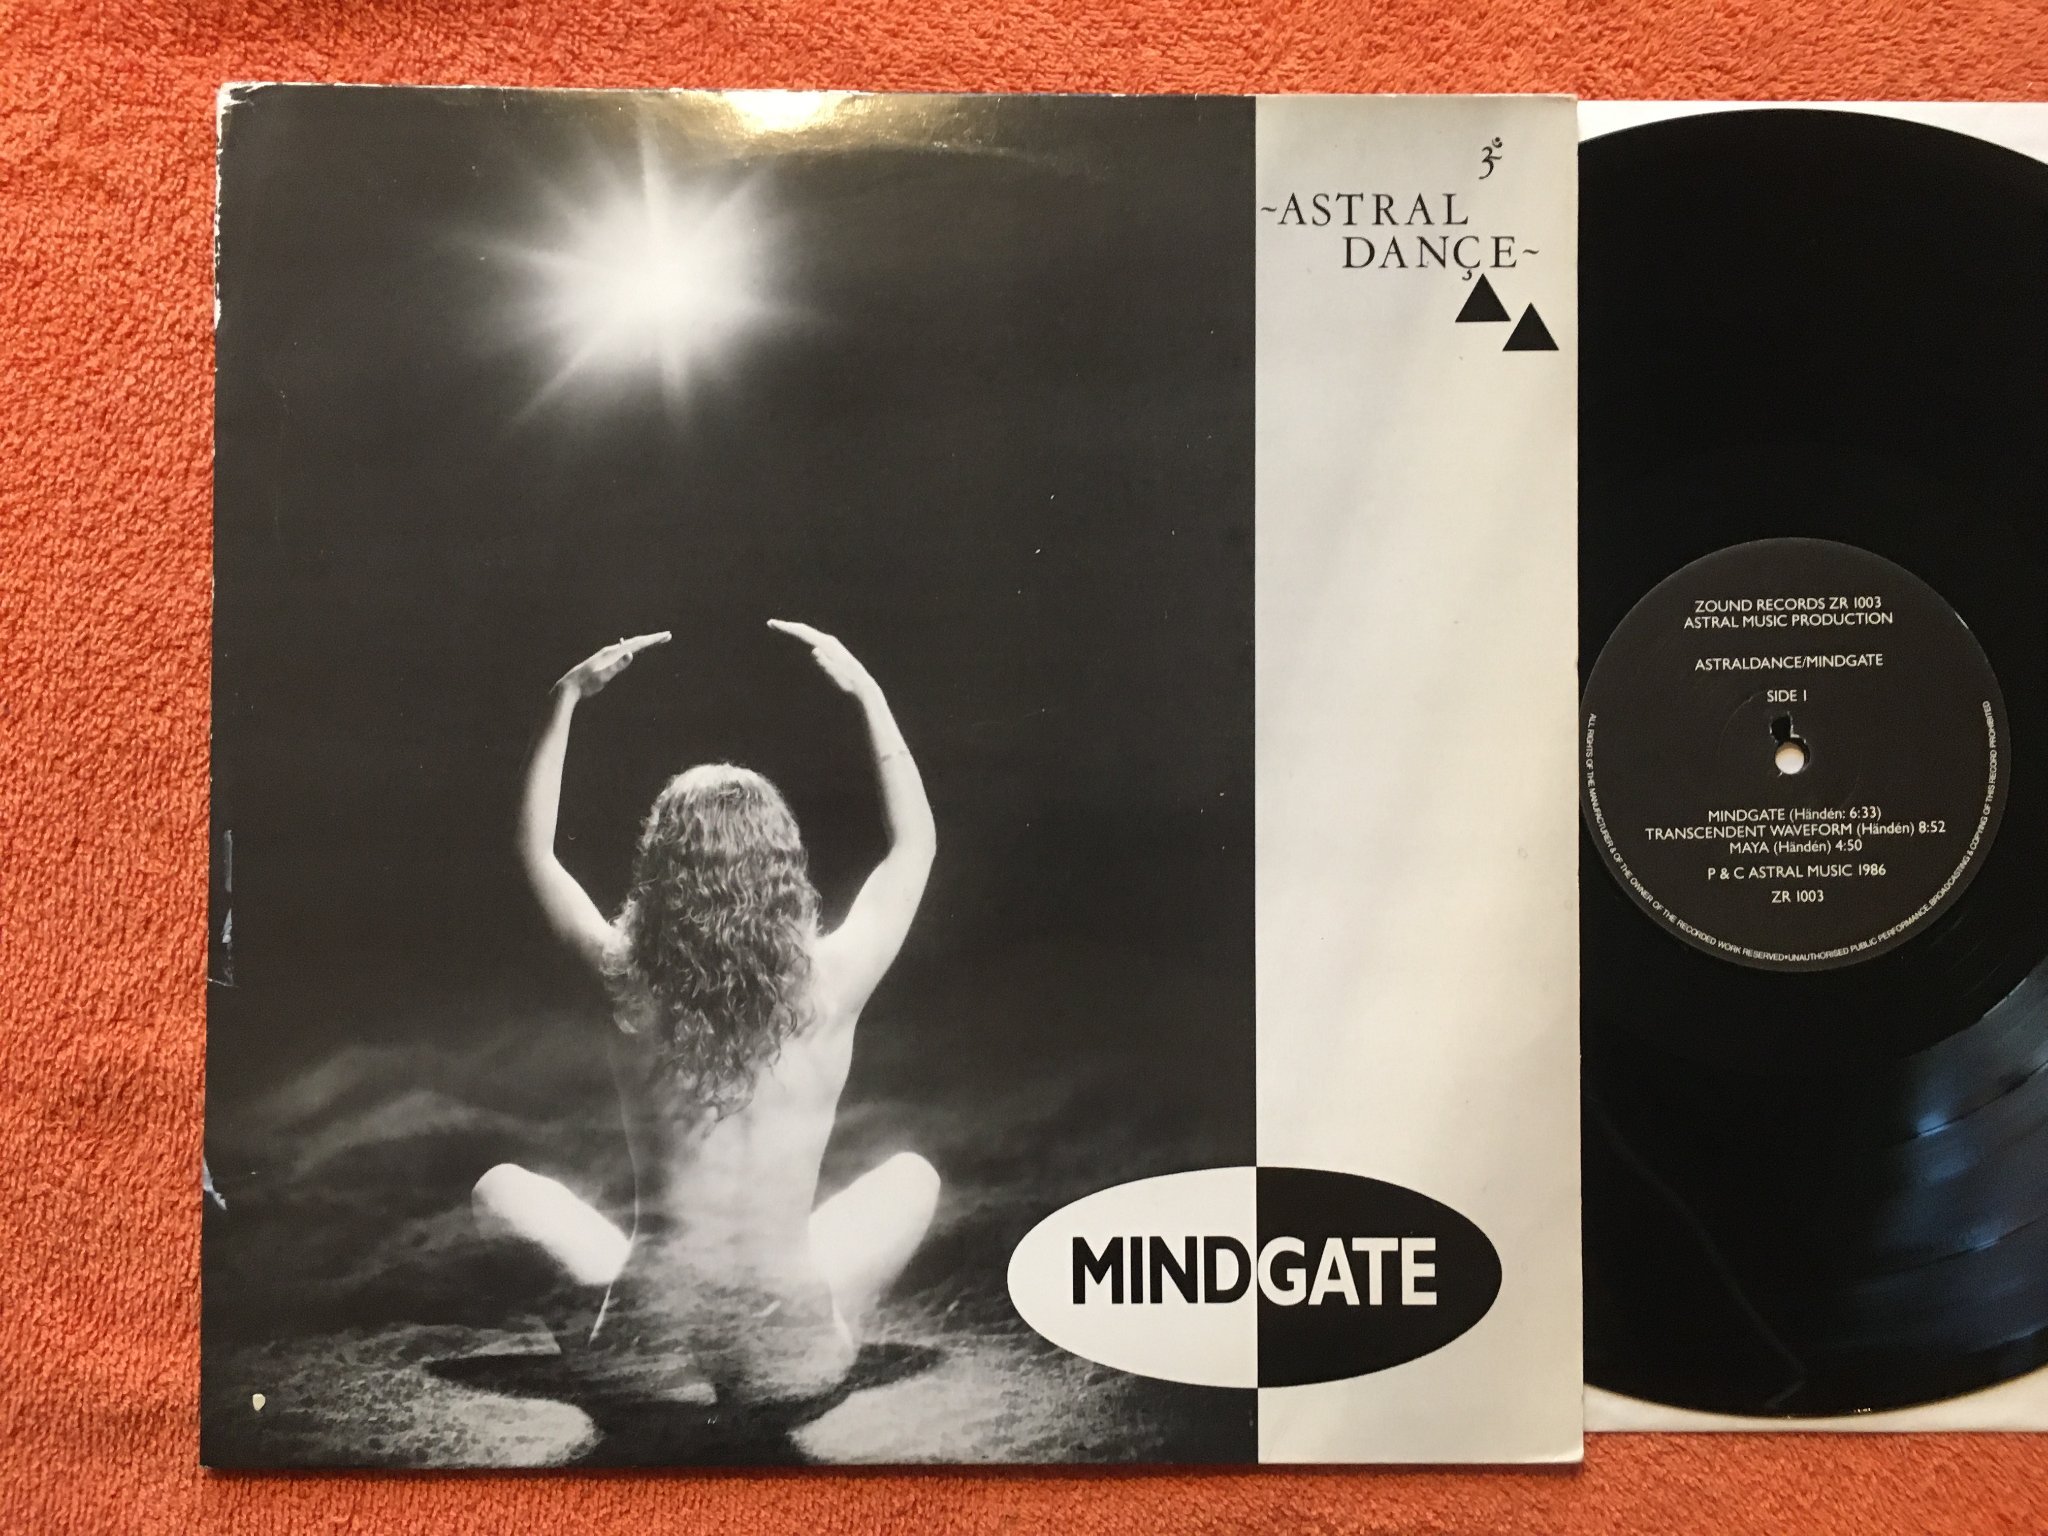 ॐ
~ASTRAL
DANÇE~
MINDGATE
ZOUND RECORDS ZR 1003
ASTRAL MUSIC PRODUCTION
ASTRALDANCE/MINDGATE
SIDE 1
MINDGATE (Händén: 6:33)
TRANSCENDENT WAVEFORM (Händén) 8:52
MAYA (Händén) 4:50
P & C ASTRAL MUSIC 1986
ZR 1003
ALL RIGHTS OF THE MANUFACTURER & OF THE OWNER OF THE RECORDED WORK RESERVED•UNAUTHORISED PUBLIC PERFORMANCE, BROADCASTING & COPYING OF THIS RECORD PROHIBITED